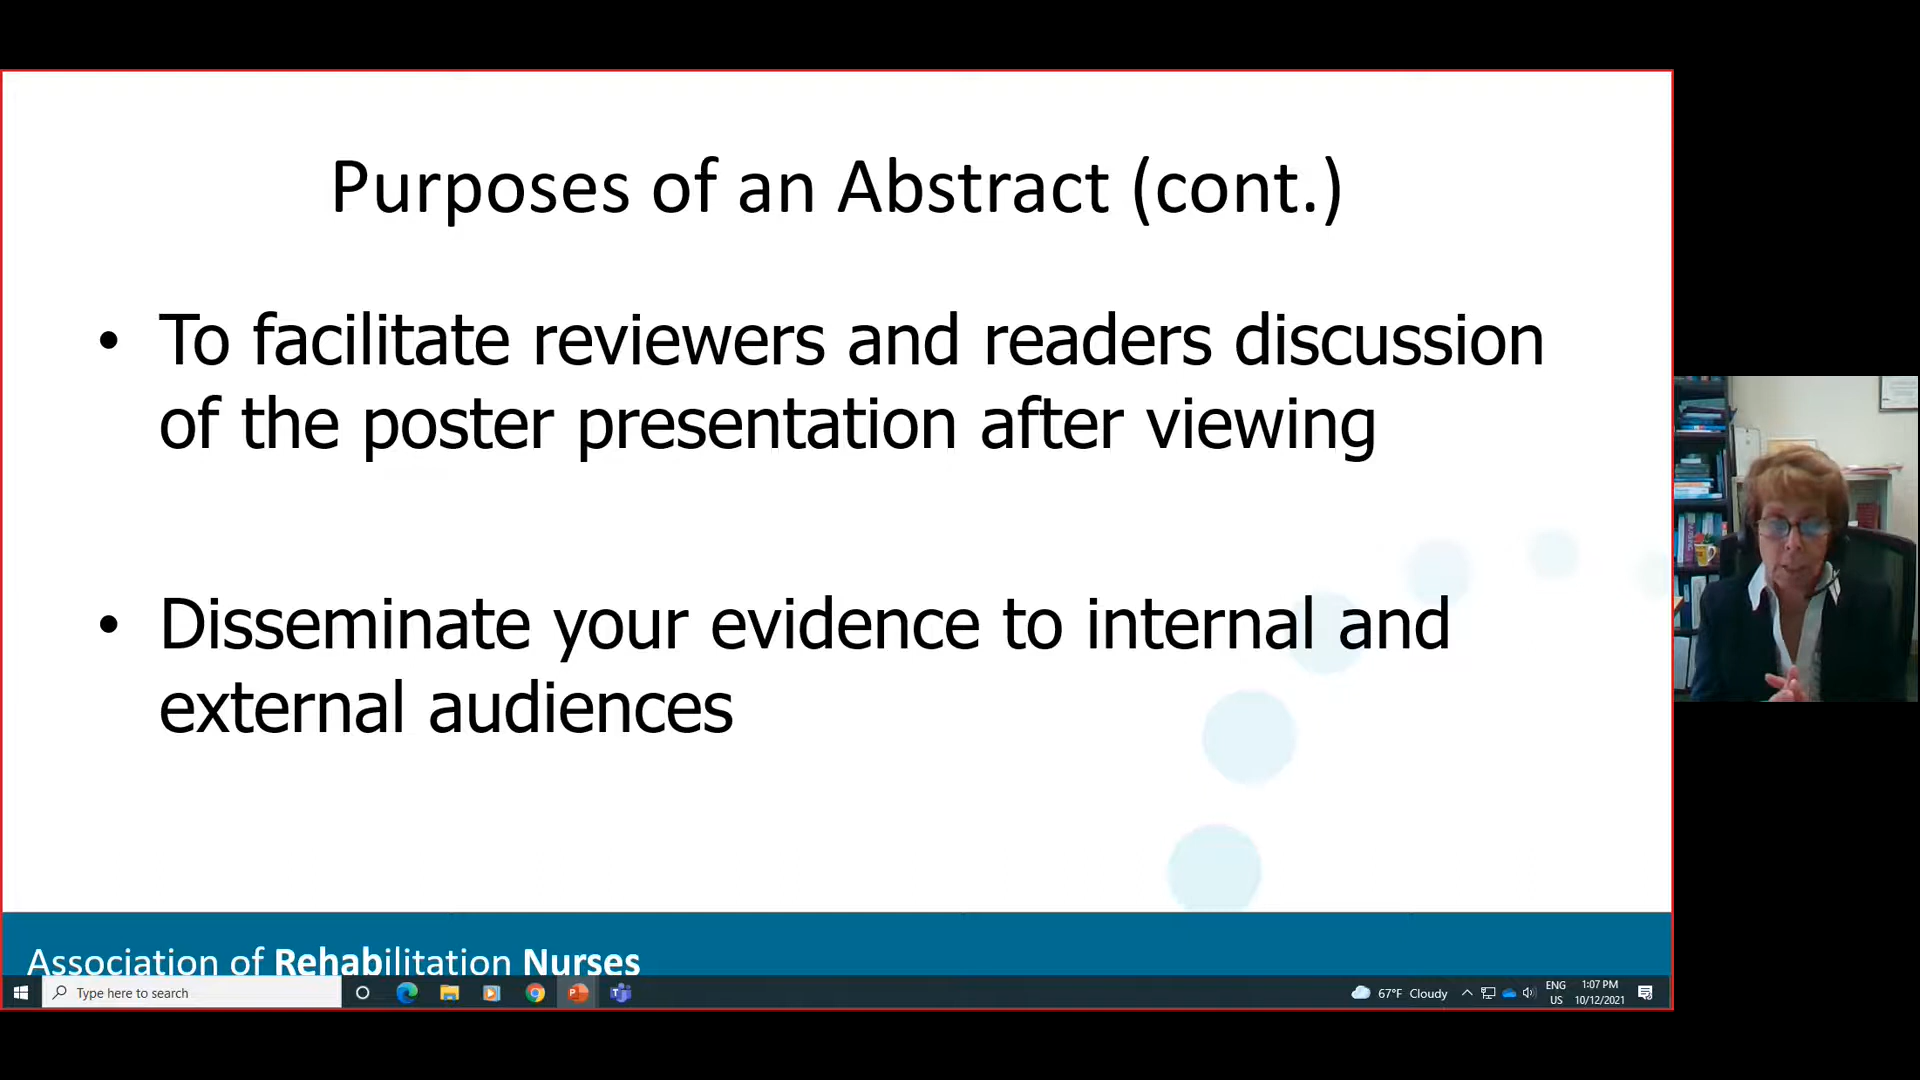 Purposes of an Abstract (cont.)
• To facilitate reviewers and readers discussion
of the poster presentation after viewing
• Disseminate your evidence to internal and
external audiences
Association of Rehabilitation Nurses
Type here to search
67°F Cloudy
ENG
US
1:07 PM
10/12/2021